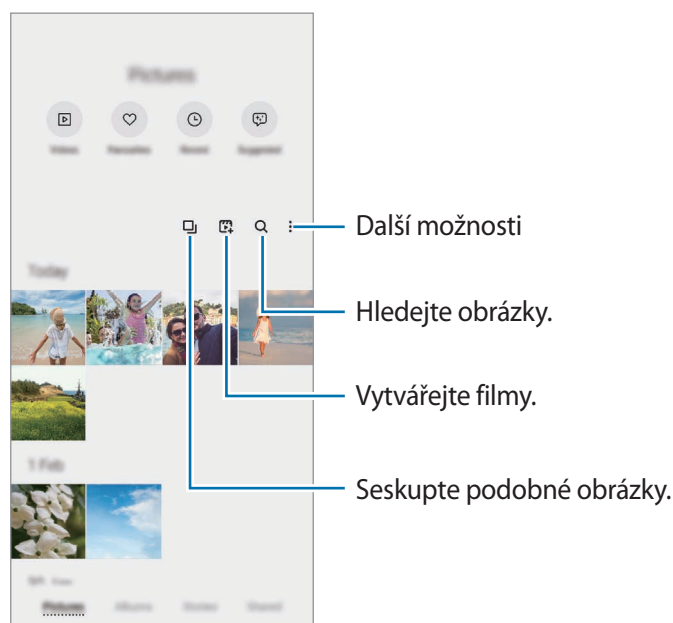 Pictures
Videos Favourites Recent Suggested
Další možnosti
Today
Hledejte obrázky.
Vytvářejte filmy.
1 Feb
Seskupte podobné obrázky.
Pictures Albums Stories Shared